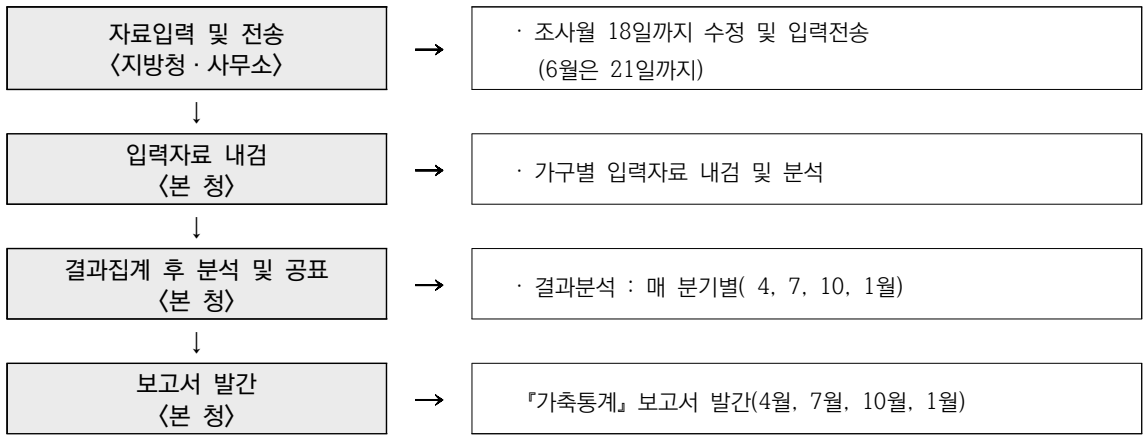 자료입력 및 전송
〈지방청 · 사무소〉
→
· 조사월 18일까지 수정 및 입력전송
(6월은 21일까지)
↓
입력자료 내검
〈본 청〉
→
· 가구별 입력자료 내검 및 분석
↓
결과집계 후 분석 및 공표
〈본 청〉
→
· 결과분석 : 매 분기별( 4, 7, 10, 1월)
↓
보고서 발간
〈본 청〉
→
『가축통계』 보고서 발간(4월, 7월, 10월, 1월)